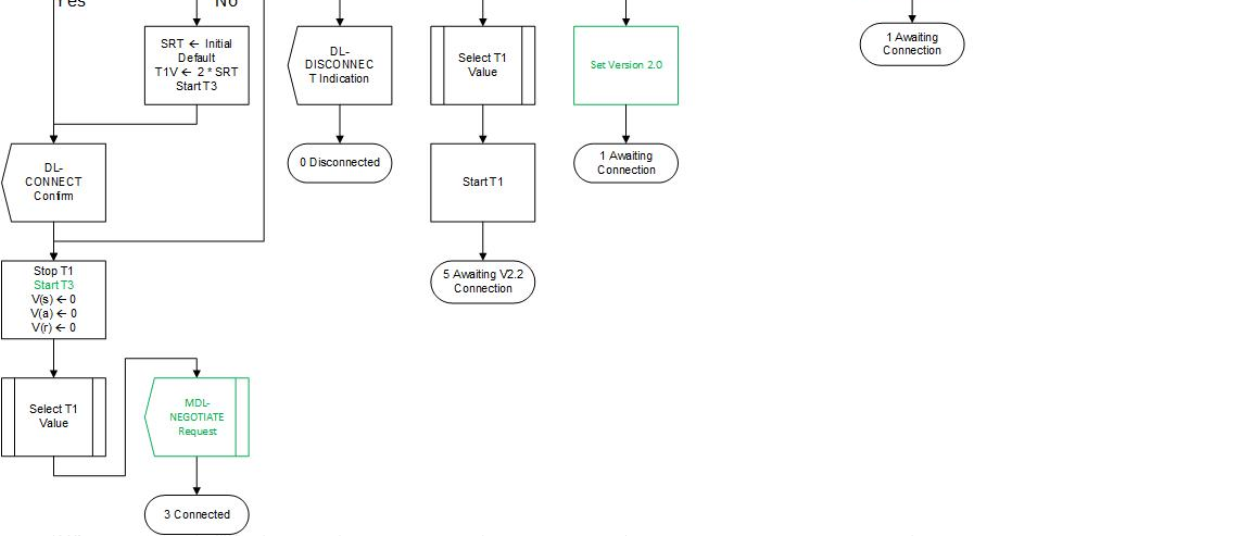 Yes
No
SRT ← Initial
Default
T1V ← 2 * SRT
Start T3
DL-
DISCONNEC
T Indication
Select T1
Value
Set Version 2.0
1 Awaiting
Connection
DL-
CONNECT
Confirm
0 Disconnected
Start T1
1 Awaiting
Connection
Stop T1
Start T3
V(s) ← 0
V(a) ← 0
V(r) ← 0
5 Awaiting V2.2
Connection
Select T1
Value
MDL-
NEGOTIATE
Request
3 Connected